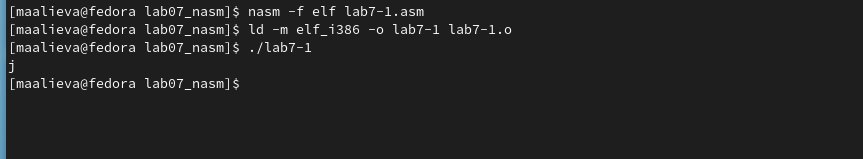 [maalieva@fedora lab07_nasm]$ nasm -f elf lab7-1.asm
[maalieva@fedora lab07_nasm]$ ld -m elf_i386 -o lab7-1 lab7-1.o
[maalieva@fedora lab07_nasm]$ ./lab7-1
j
[maalieva@fedora lab07_nasm]$